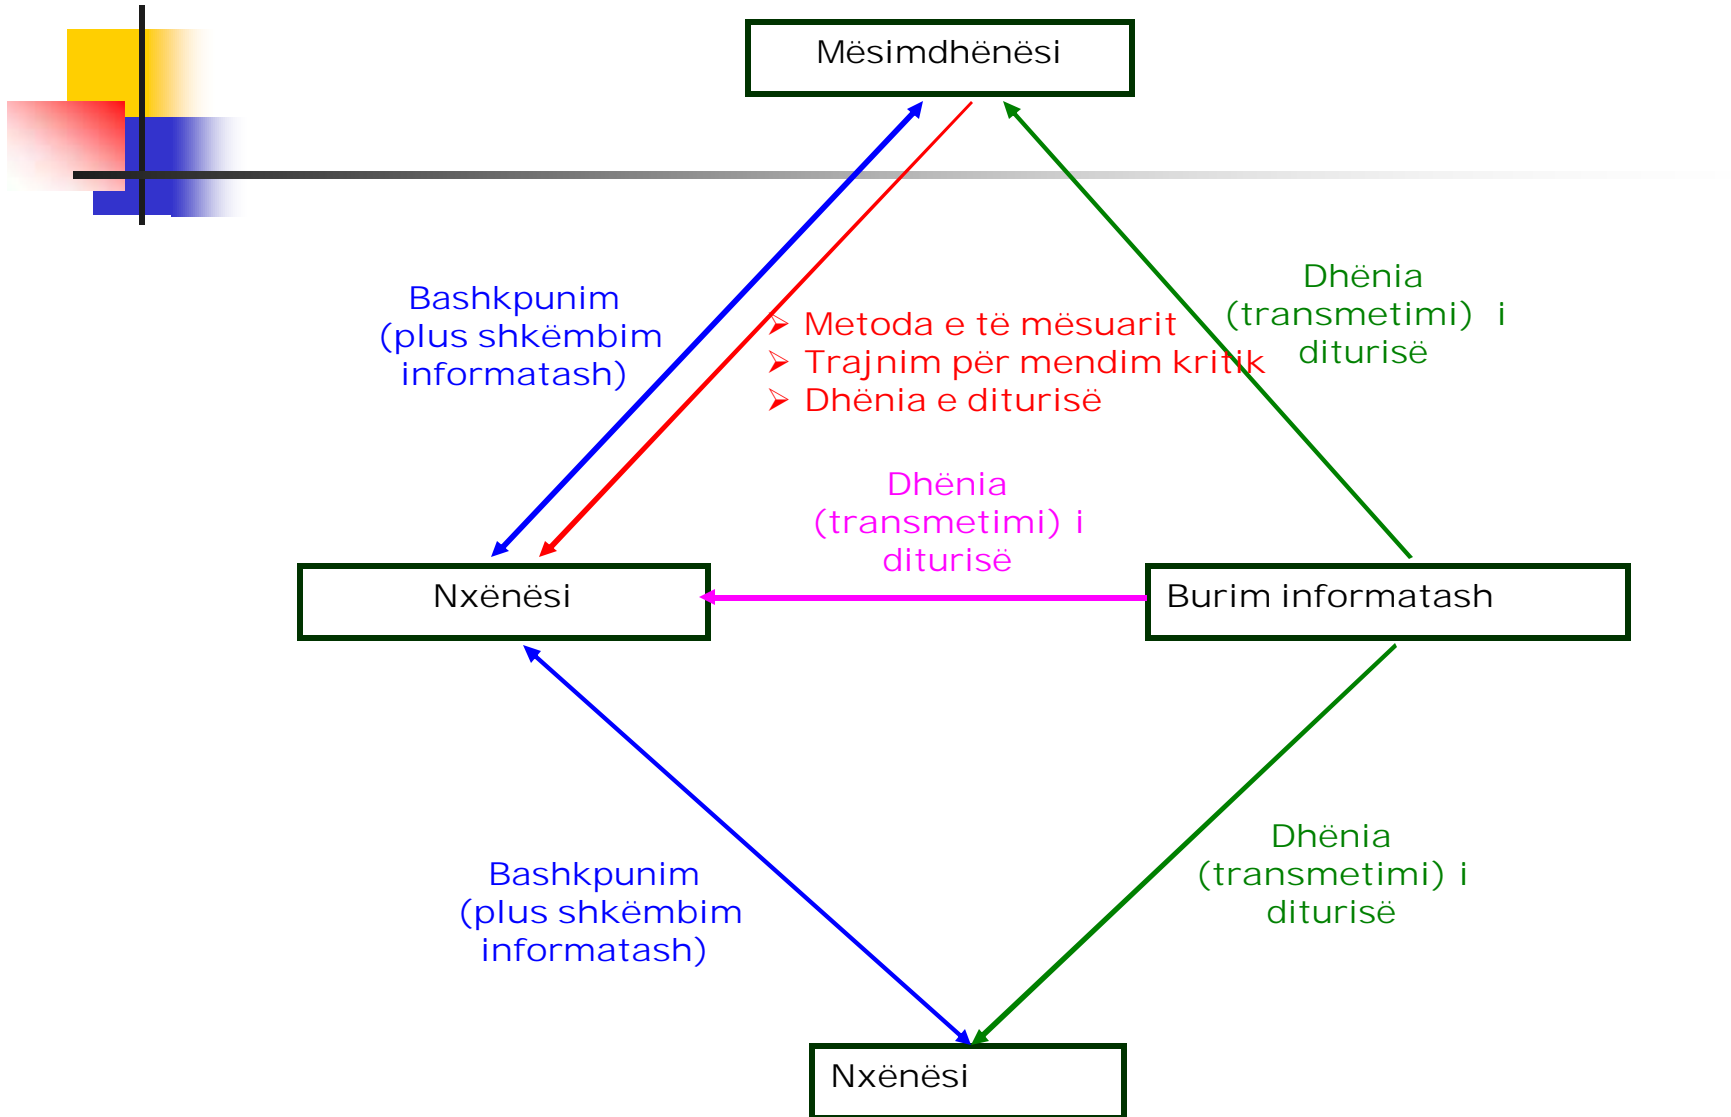 Mësimdhënësi
Bashkpunim
(plus shkëmbim
informatash)
Metoda e të mësuarit
Trajnim për mendim kritik
Dhënia e diturisë
Dhënia
(transmetimi) i
diturisë
Dhënia
(transmetimi) i
diturisë
Nxënësi
Burim informatash
Bashkpunim
(plus shkëmbim
informatash)
Dhënia
(transmetimi) i
diturisë
Nxënësi